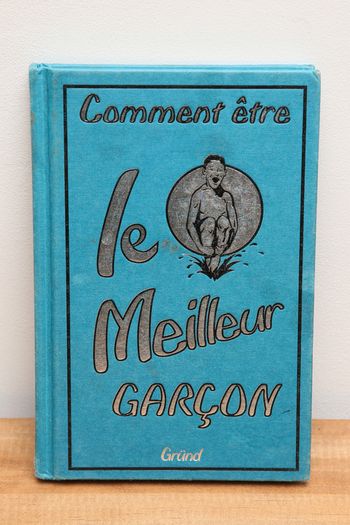 Comment être
le
Meilleur
GARÇON
Gründ